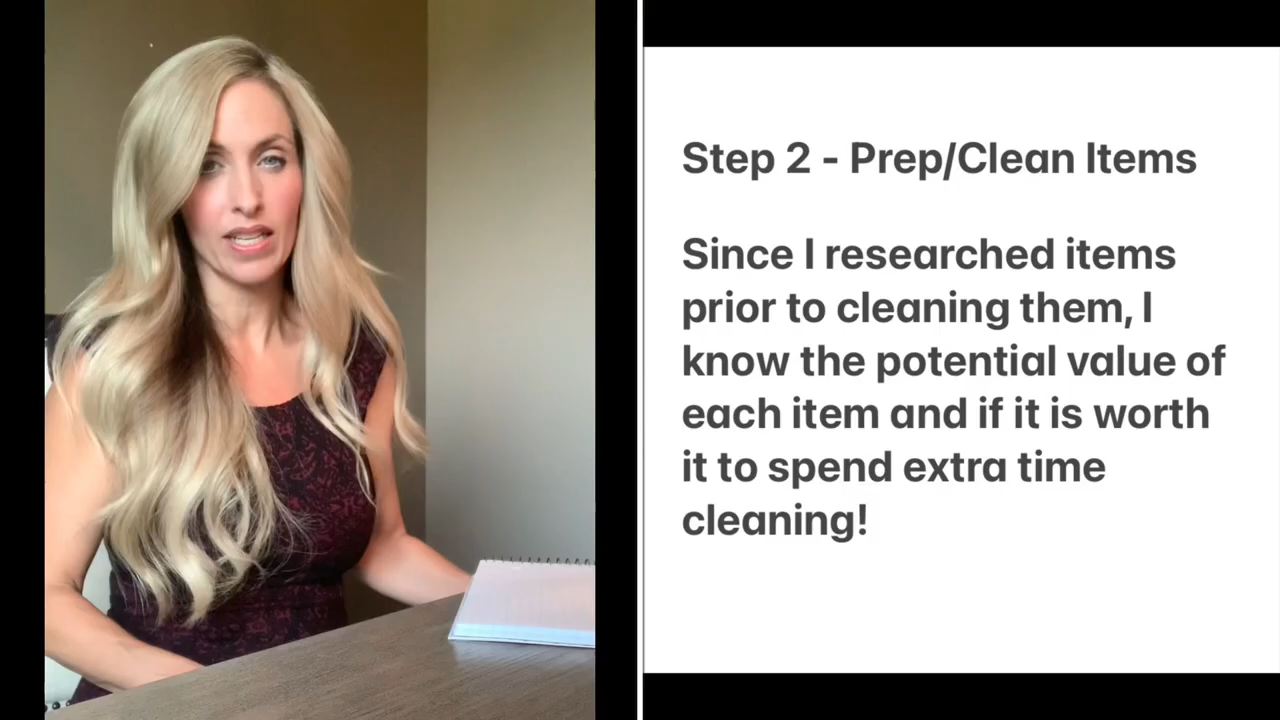 Step 2 - Prep/Clean Items
Since I researched items
prior to cleaning them, I
know the potential value of
each item and if it is worth
it to spend extra time
cleaning!